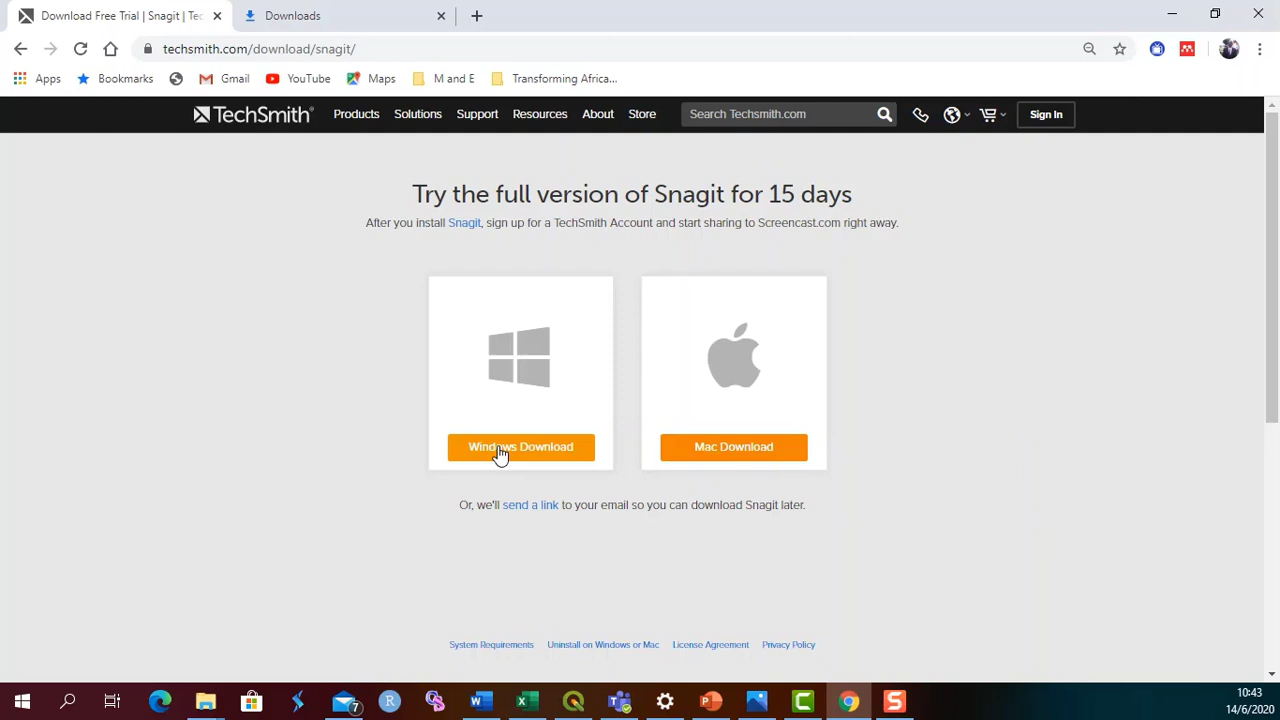 Download Free Trial | Snagit | Tec
Downloads
techsmith.com/download/snagit/
Apps
Bookmarks
Gmail
YouTube
Maps
M and E
Transforming Africa...
TechSmith®
Products
Solutions
Support
Resources
About
Store
Search Techsmith.com
Sign In
Try the full version of Snagit for 15 days
After you install Snagit, sign up for a TechSmith Account and start sharing to Screencast.com right away.
Windows Download
Mac Download
Or, we'll send a link to your email so you can download Snagit later.
System Requirements
Uninstall on Windows or Mac
License Agreement
Privacy Policy
7
10:43
14/6/2020